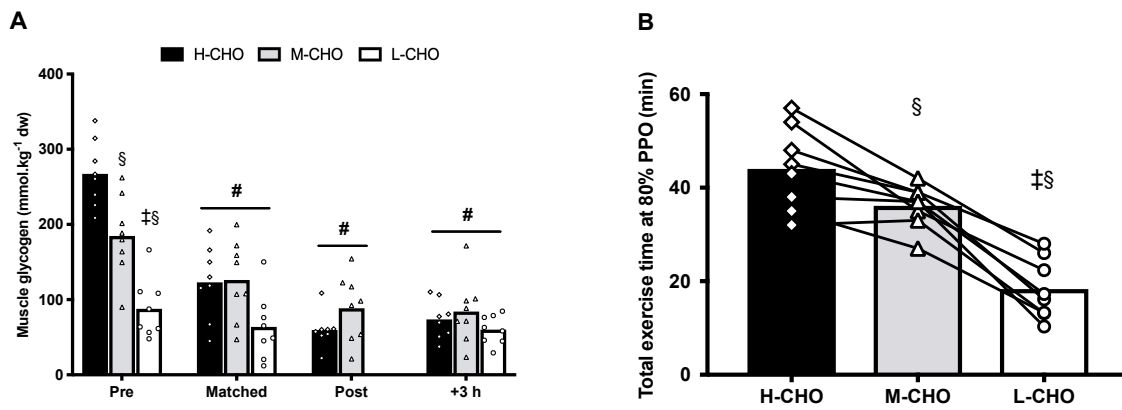 A
H-CHO M-CHO L-CHO
Muscle glycogen (mmol.kg⁻¹ dw)
400
300
200
100
0
§
‡§
#
#
#
Pre Matched Post +3 h
B
Total exercise time at 80% PPO (min)
60
40
20
0
§
‡§
H-CHO M-CHO L-CHO